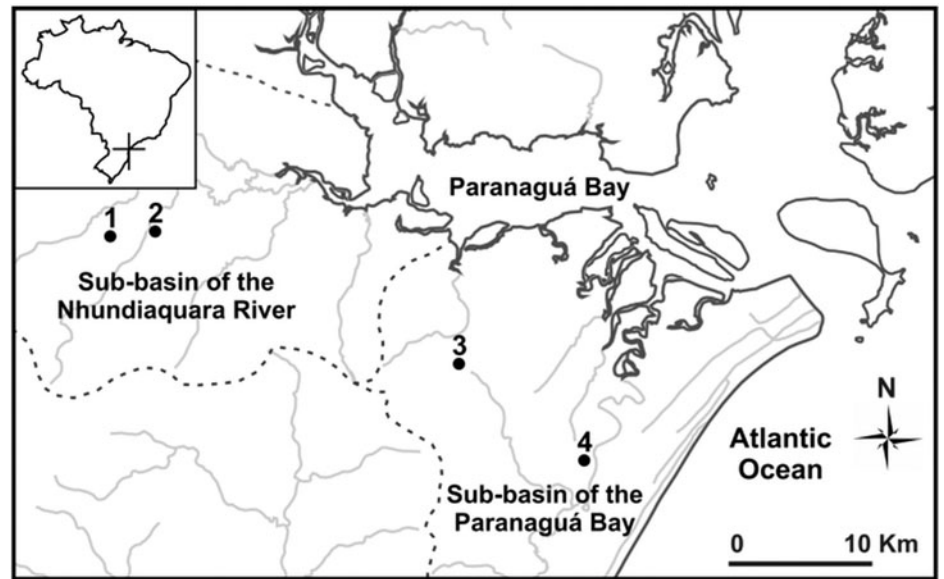 Paranaguá Bay
1
2
Sub-basin of the
Nhundiaquara River
3
N
4
Atlantic
Ocean
Sub-basin of the
Paranaguá Bay
0 10 Km